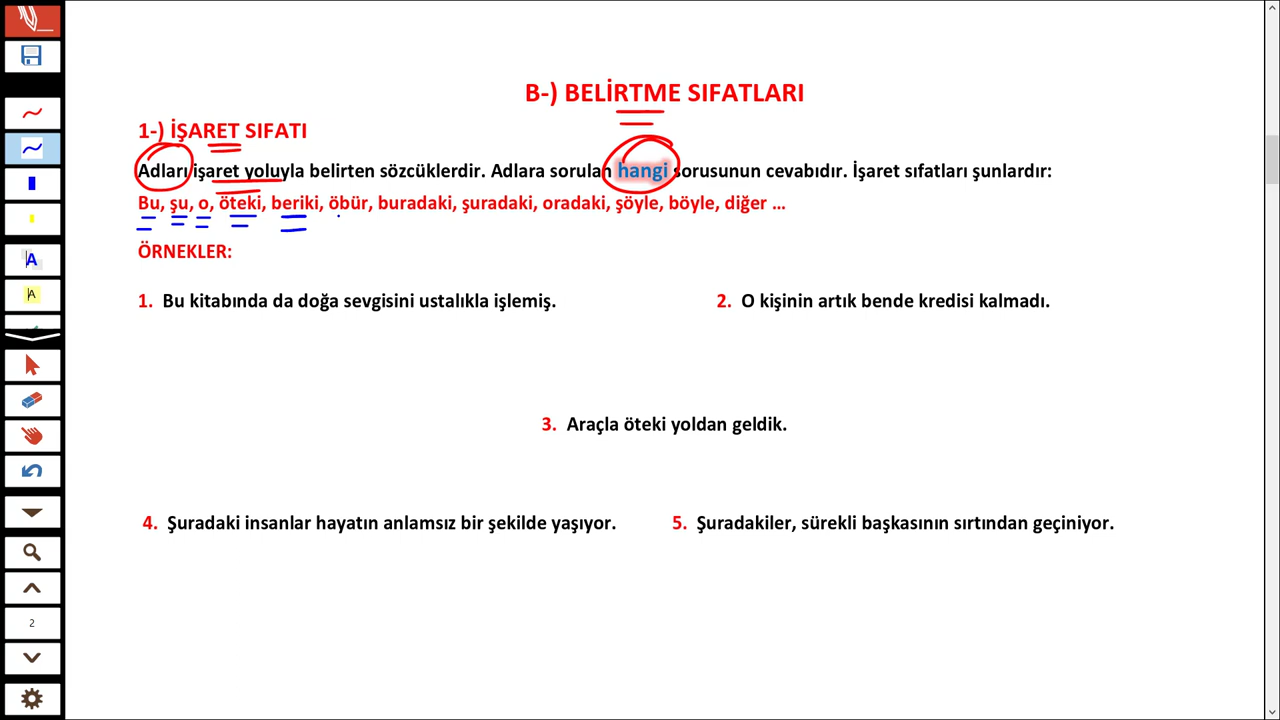 B-) BELİRTME SIFATLARI
1-) İŞARET SIFATI
Adları işaret yoluyla belirten sözcüklerdir. Adlara sorulan hangi sorusunun cevabıdır. İşaret sıfatları şunlardır:
Bu, şu, o, öteki, beriki, öbür, buradaki, şuradaki, oradaki, şöyle, böyle, diğer ...
ÖRNEKLER:
1. Bu kitabında da doğa sevgisini ustalıkla işlemiş.
2. O kişinin artık bende kredisi kalmadı.
3. Araçla öteki yoldan geldik.
4. Şuradaki insanlar hayatın anlamsız bir şekilde yaşıyor.
5. Şuradakiler, sürekli başkasının sırtından geçiniyor.
A
A
2